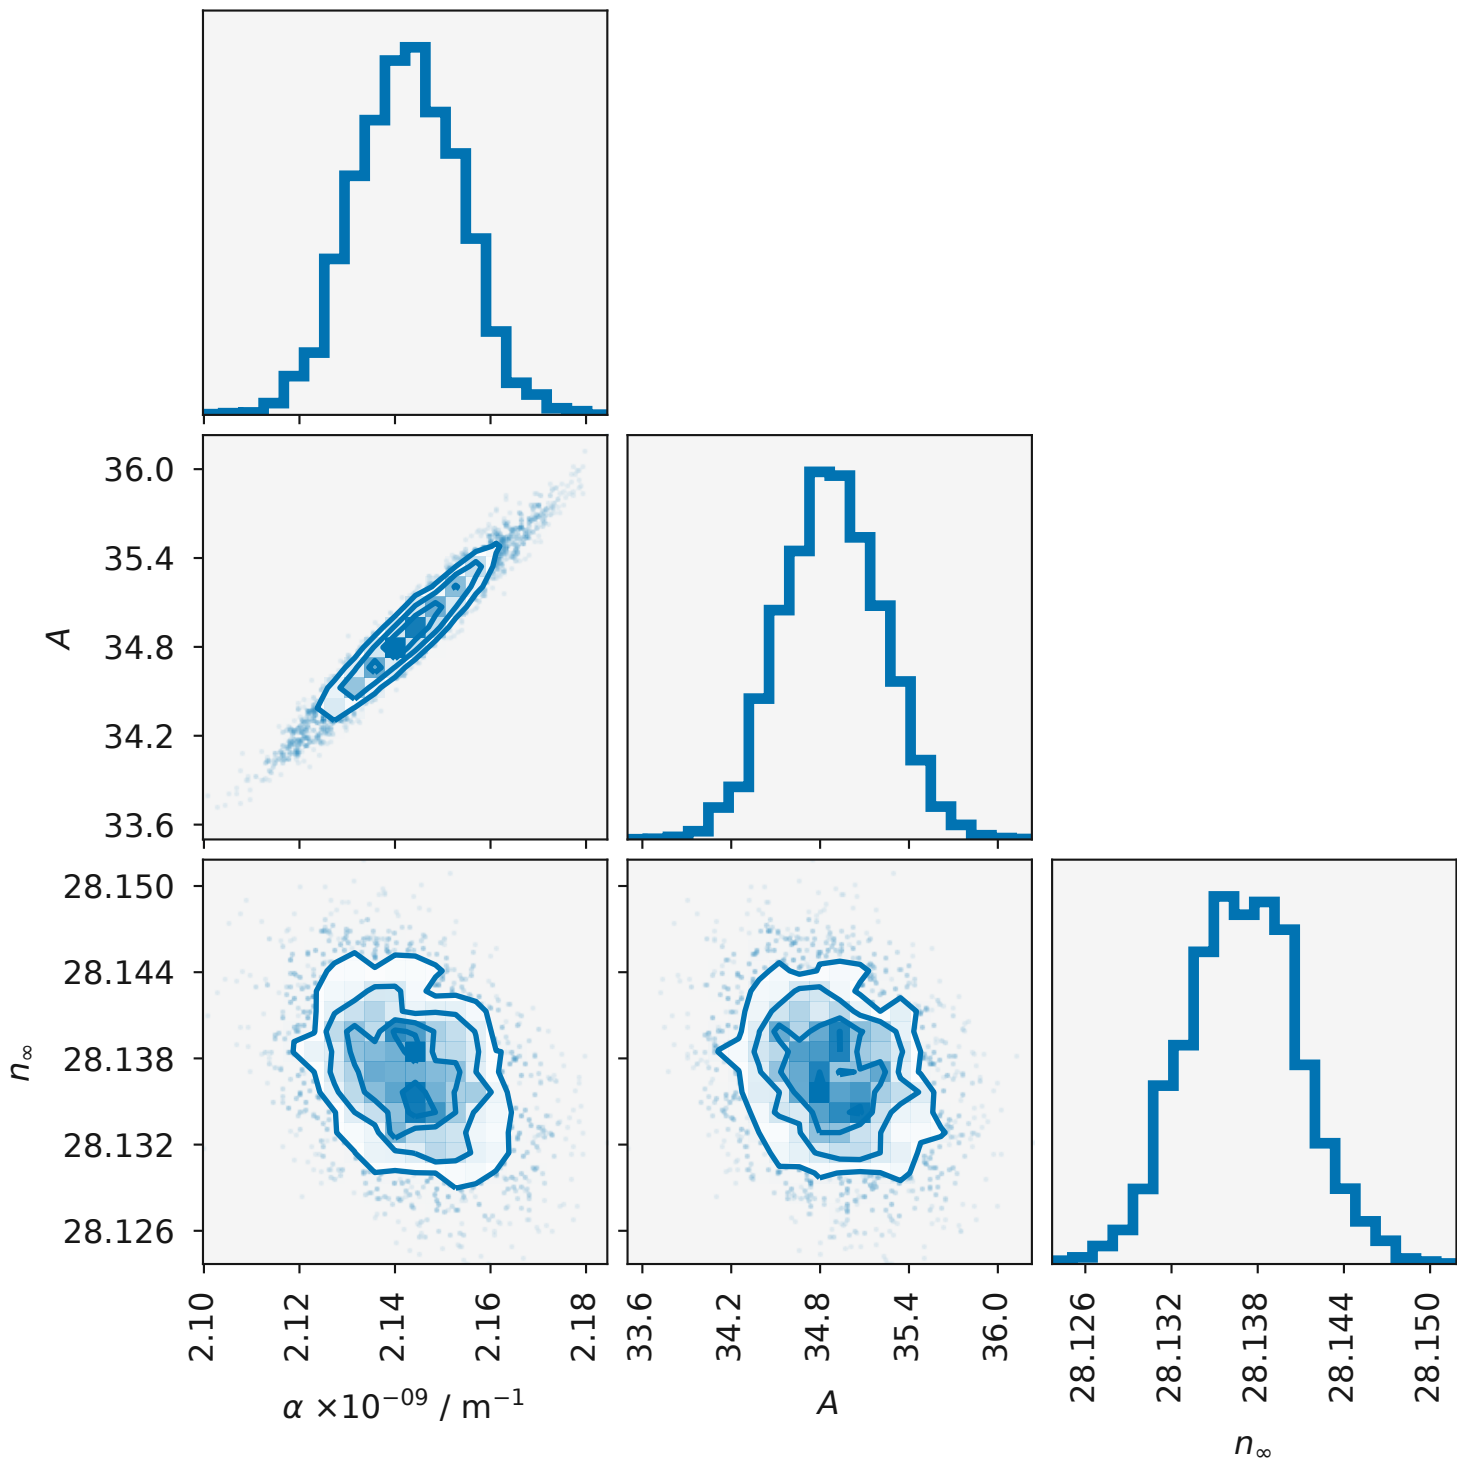 36.0
35.4
34.8
34.2
33.6
A
28.150
28.144
28.138
28.132
28.126
n∞
2.10 2.12 2.14 2.16 2.18
α ×10⁻⁰⁹ / m⁻¹
33.6 34.2 34.8 35.4 36.0
A
28.126 28.132 28.138 28.144 28.150
n∞